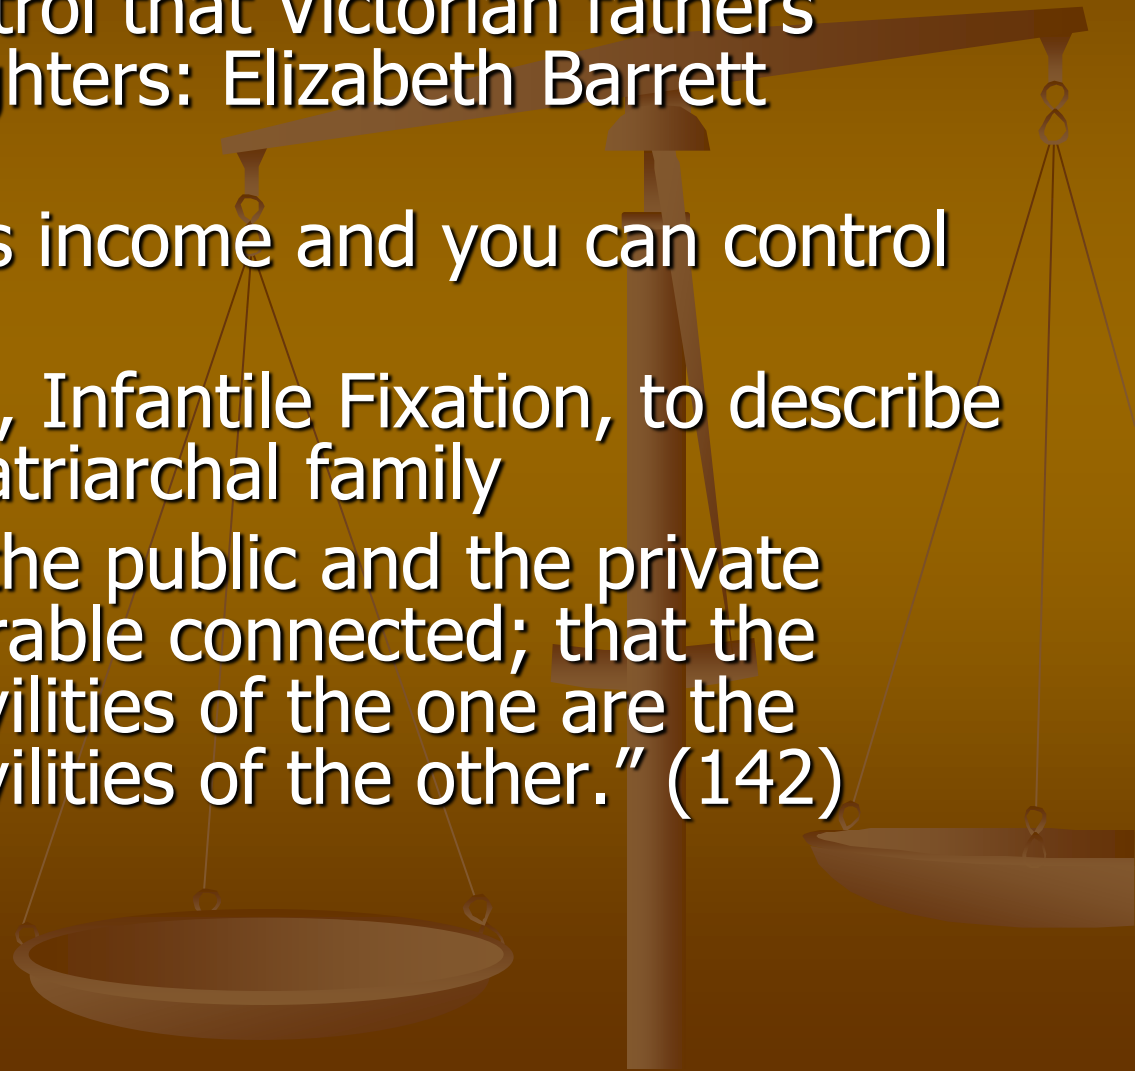 trol that Victorian fathers
ghters: Elizabeth Barrett
s income and you can control
, Infantile Fixation, to describe
atriarchal family
he public and the private
rable connected; that the
vilities of the one are the
vilities of the other.” (142)